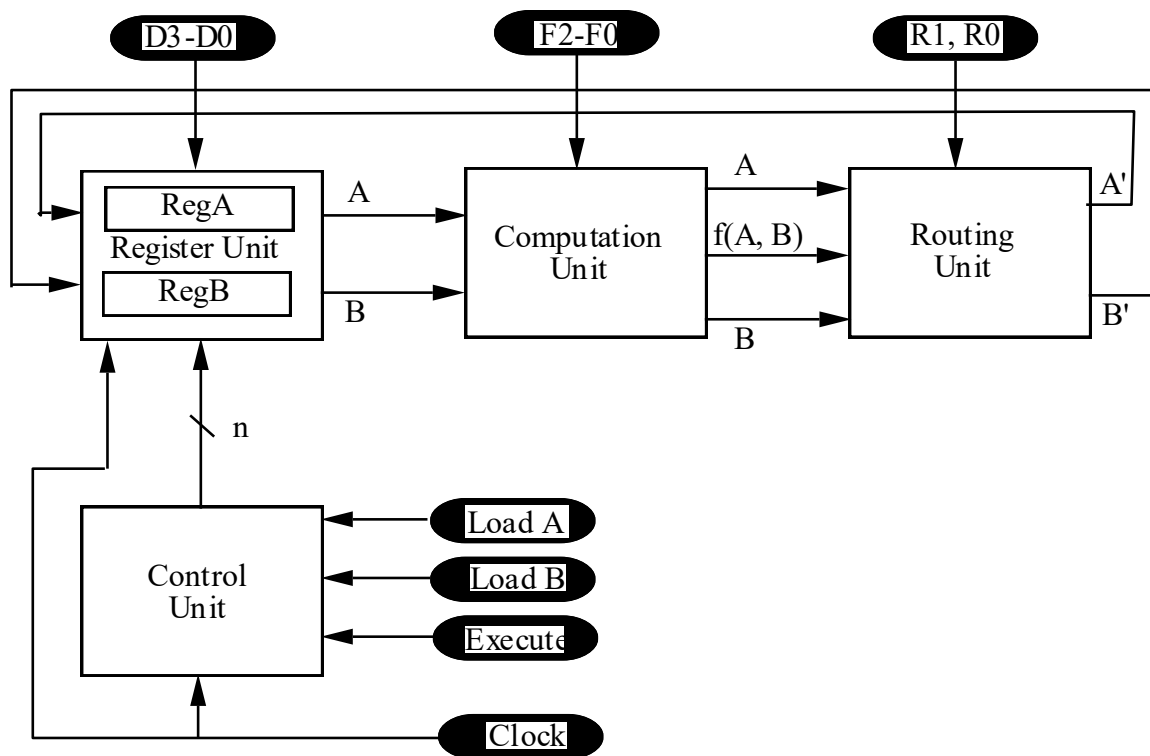 D3-D0
F2-F0
R1, R0
RegA
Register Unit
RegB
A
B
Computation
Unit
A
f(A, B)
B
Routing
Unit
A'
B'
n
Control
Unit
Load A
Load B
Execute
Clock